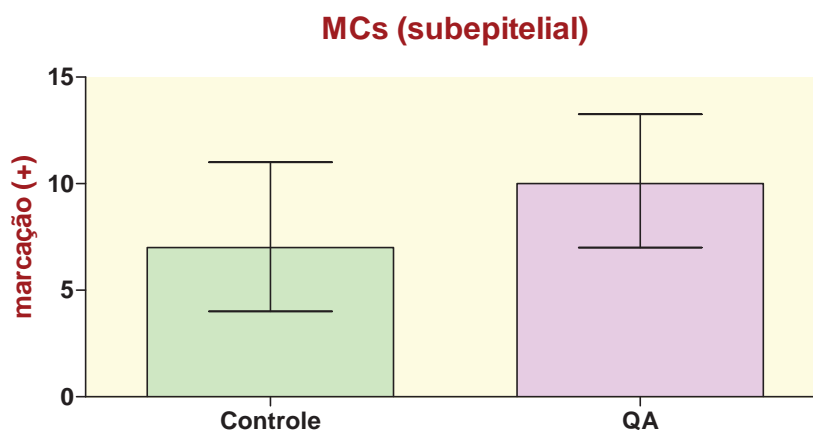 MCs (subepitelial)
marcação (+)
15
10
5
0
Controle
QA